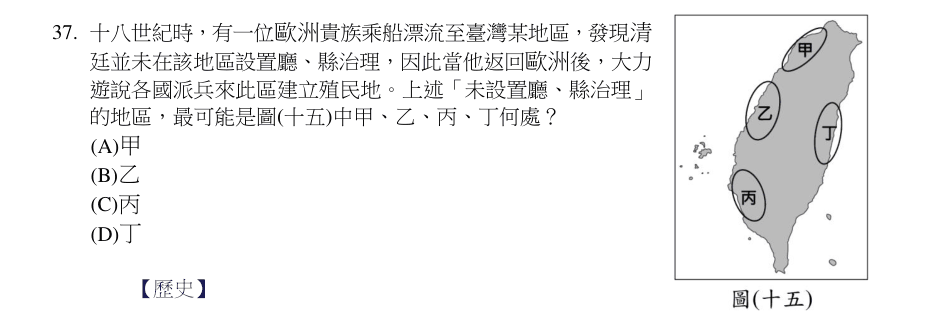 37. 十八世紀時，有一位歐洲貴族乘船漂流至臺灣某地區，發現清
廷並未在該地區設置廳、縣治理，因此當他返回歐洲後，大力
遊說各國派兵來此區建立殖民地。上述「未設置廳、縣治理」
的地區，最可能是圖(十五)中甲、乙、丙、丁何處？
(A)甲
(B)乙
(C)丙
(D)丁
【歷史】
甲
乙
丁
丙
圖(十五)